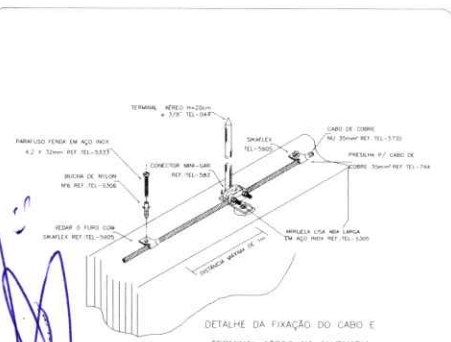 TERMINAL AÉREO H=20cm
ø 3/8" TEL-044
PARAFUSO FENDA EM AÇO INOX
4,2 X 32mm REF.:TEL-5333
BUCHA DE NYLON
Nº6 REF.:TEL-5306
VEDAR O FURO COM
SIKAFLEX REF.:TEL-5905
CONECTOR MINI-GAR
REF.:TEL-583
SIKAFLEX
TEL-5905
CABO DE COBRE
NU 35mm² REF.:TEL-5735
PRESILHA P/ CABO DE
COBRE 35mm² REF.:TEL-744
ARRUELA LISA ABA LARGA
EM AÇO INOX REF.:TEL-5305
DISTÂNCIA MÁXIMA DE 1m
DETALHE DA FIXAÇÃO DO CABO E